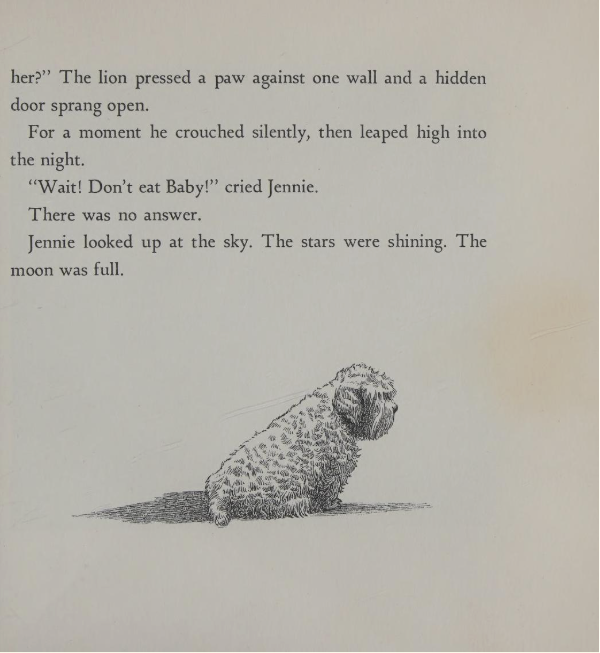 her?” The lion pressed a paw against one wall and a hidden
door sprang open.
For a moment he crouched silently, then leaped high into
the night.
“Wait! Don’t eat Baby!” cried Jennie.
There was no answer.
Jennie looked up at the sky. The stars were shining. The
moon was full.